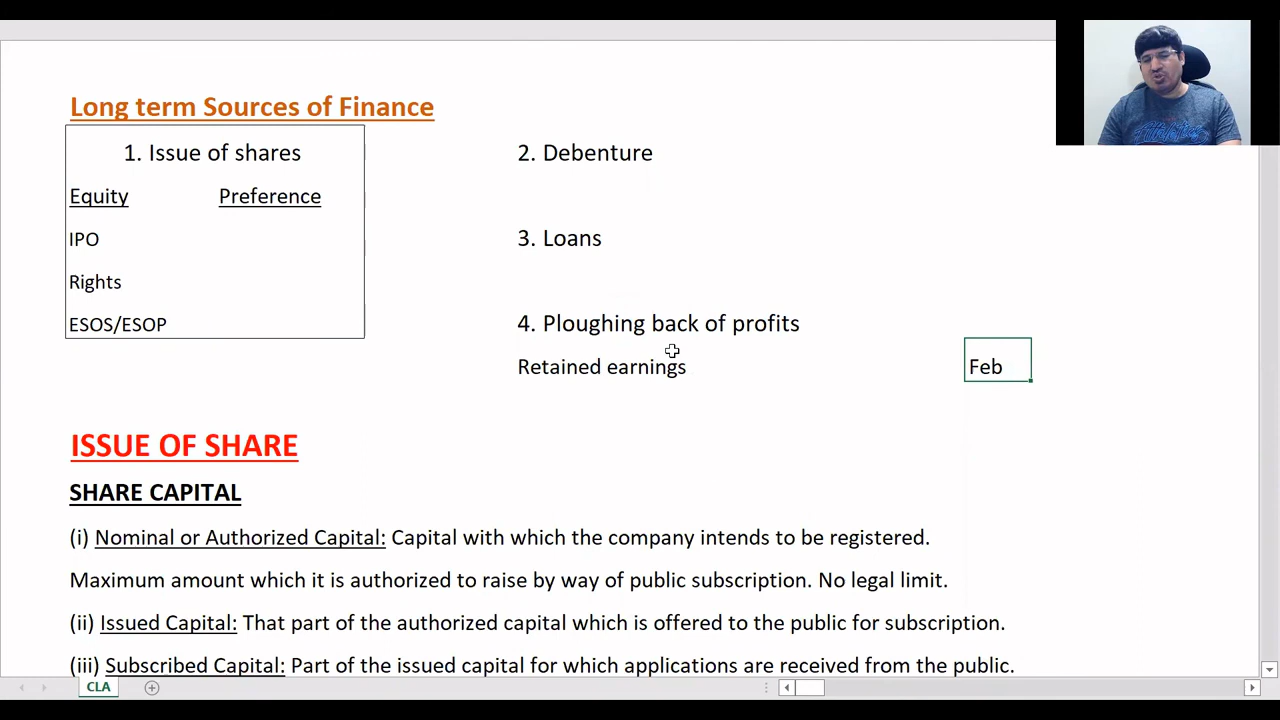 Long term Sources of Finance
1. Issue of shares
2. Debenture
Equity Preference
IPO
3. Loans
Rights
ESOS/ESOP
4. Ploughing back of profits
Retained earnings
Feb
ISSUE OF SHARE
SHARE CAPITAL
(i) Nominal or Authorized Capital: Capital with which the company intends to be registered.
Maximum amount which it is authorized to raise by way of public subscription. No legal limit.
(ii) Issued Capital: That part of the authorized capital which is offered to the public for subscription.
(iii) Subscribed Capital: Part of the issued capital for which applications are received from the public.
CLA